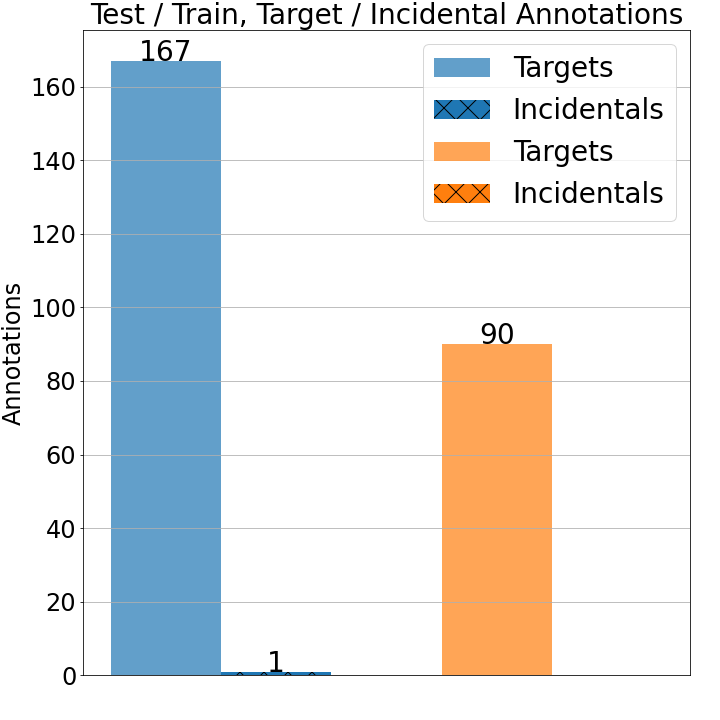 Test / Train, Target / Incidental Annotations
167
Targets
Incidentals
Targets
Incidentals
160
140
120
100
90
80
60
40
20
1
0
Annotations